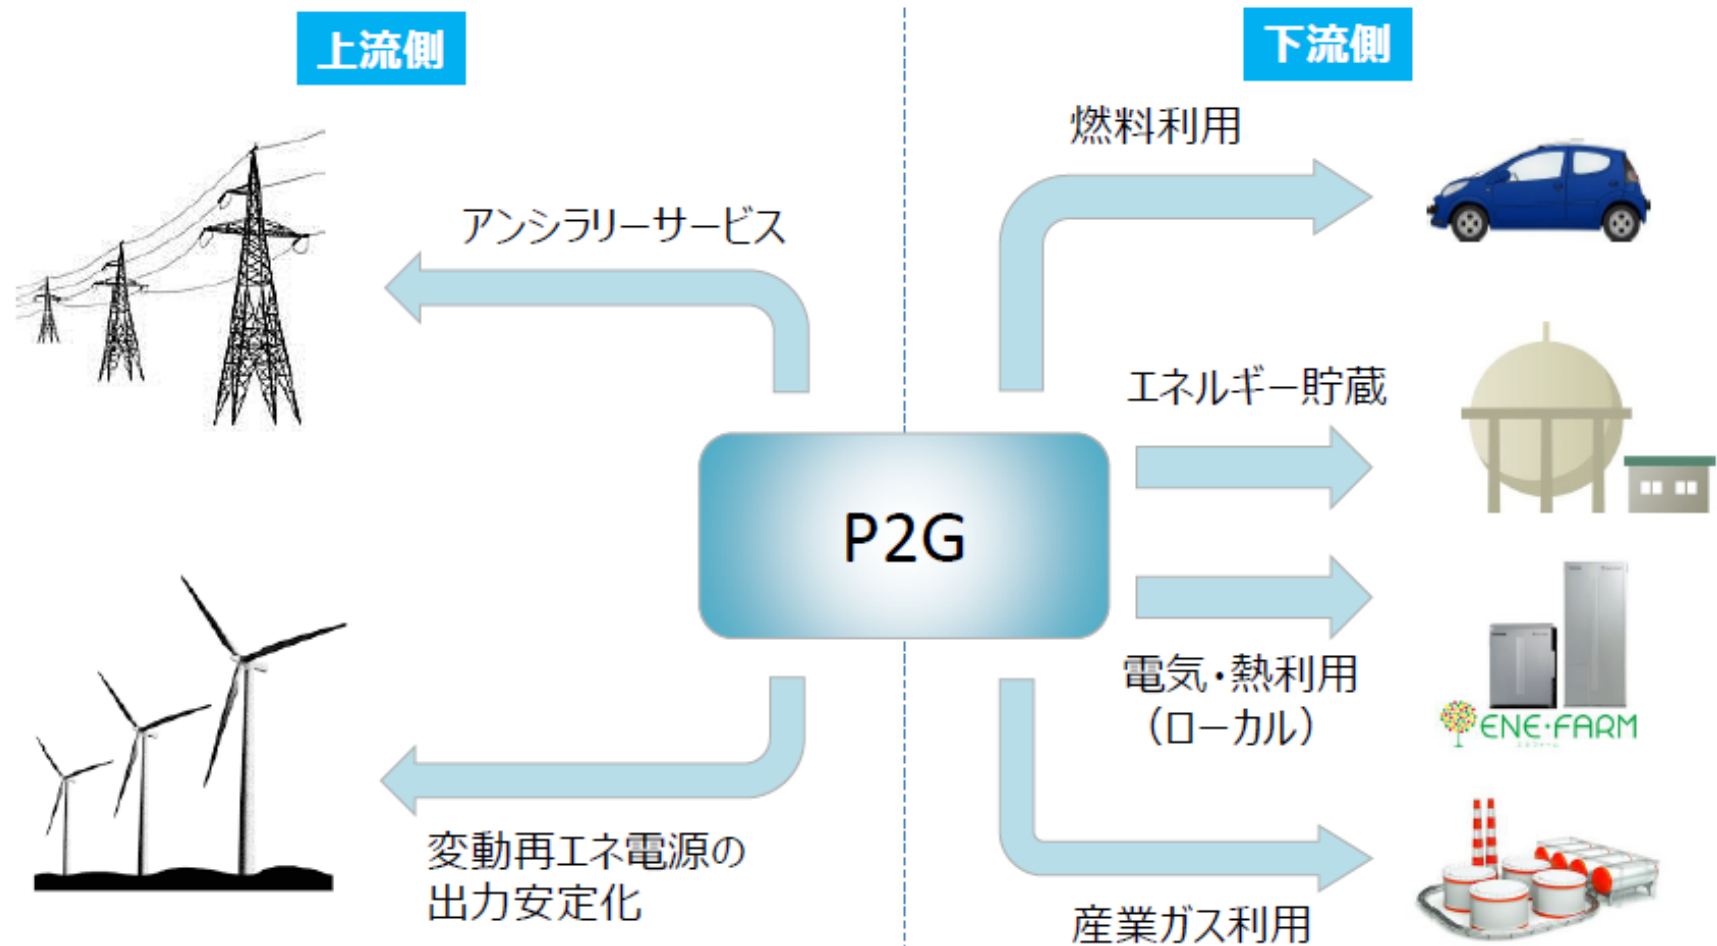 上流側
下流側
燃料利用
アンシラリーサービス
エネルギー貯蔵
P2G
電気・熱利用
（ローカル）
ENE・FARM
変動再エネ電源の
出力安定化
産業ガス利用